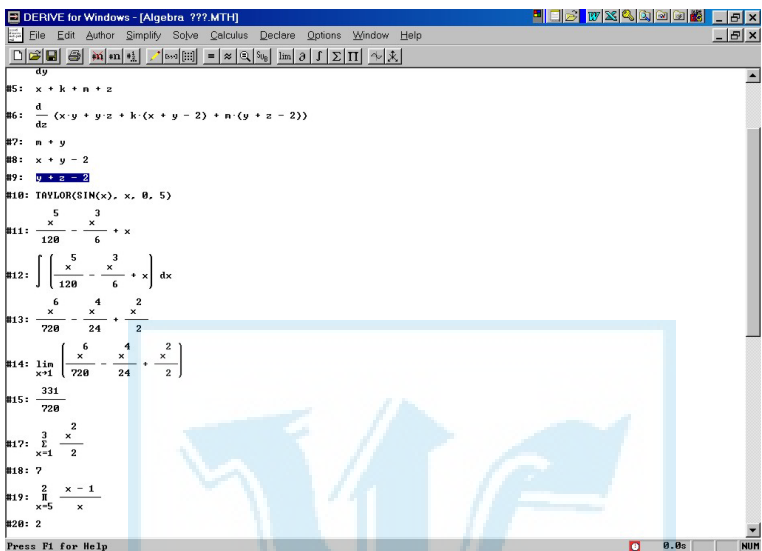 DERIVE for Windows - [Algebra ???.MTH]
File Edit Author Simplify Solve Calculus Declare Options Window Help
lim ∂ ∫ Σ Π
dy
#5: x + k + m + z
d
#6: ── (x·y + y·z + k·(x + y - 2) + m·(y + z - 2))
dz
#7: m + y
#8: x + y - 2
#9: y + z - 2
#10: TAYLOR(SIN(x), x, 0, 5)
5 3
x x
#11: ── - ── + x
120 6
5 3
x x
#12: ∫ (── - ── + x) dx
120 6
6 4 2
x x x
#13: ── - ── + ──
720 24 2
6 4 2
x x x
#14: lim (── - ── + ──)
x→1 720 24 2
331
#15: ──
720
2
3 x
#17: Σ ──
x=1 2
#18: 7
2 x - 1
#19: Π ──
x=5 x
#20: 2
Press F1 for Help 0.0s NUM